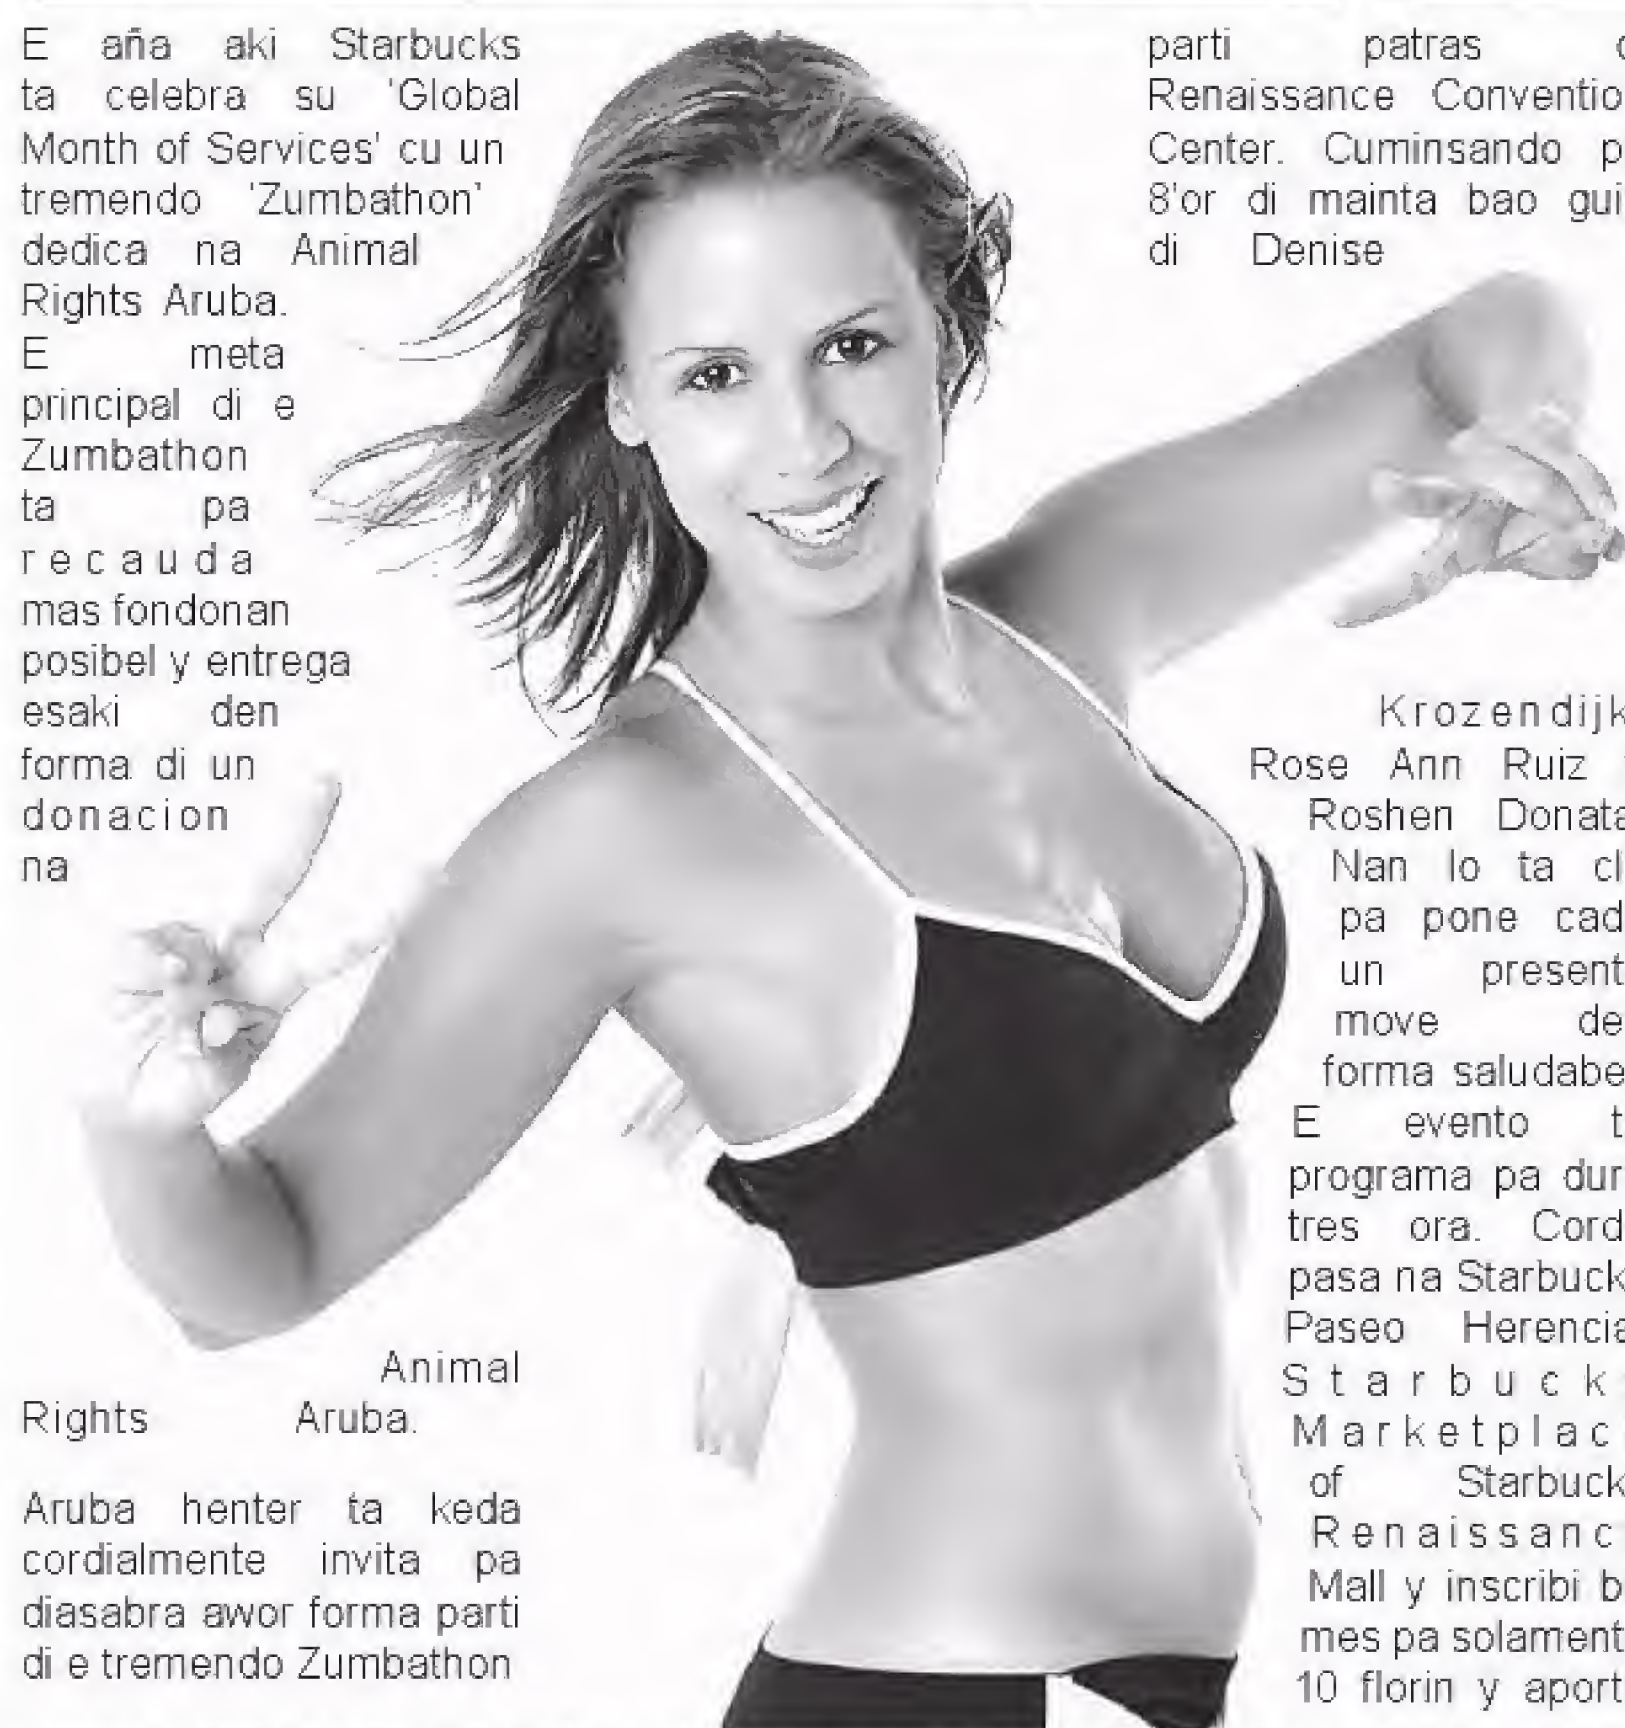 E aña aki Starbucks
ta celebra su 'Global
Month of Services' cu un
tremendo 'Zumbathon'
dedica na Animal
Rights Aruba.
E meta
principal di e
Zumbathon
ta pa
recauda
mas fondonan
posibel y entrega
esaki den
forma di un
donacion
na
Animal
Rights Aruba.
Aruba henter ta keda
cordialmente invita pa
diasabra awor forma parti
di e tremendo Zumbathon
parti patras
Renaissance Conventio
Center. Cuminsando p
8'or di mainta bao gui
di Denise
Krozendijk
Rose Ann Ruiz
Roshen Donata
Nan lo ta cl
pa pone cad
un present
move de
forma saludabe
E evento t
programa pa dur
tres ora. Cord
pasa na Starbuck
Paseo Herencia
Starbuck
Marketplac
of Starbuck
Renaissanc
Mall y inscribi b
mes pa solament
10 florin y aport